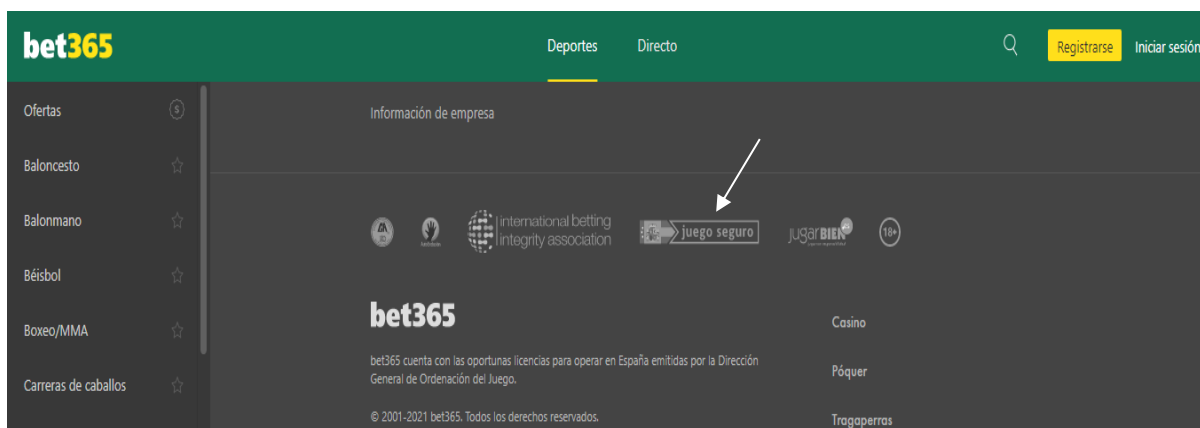 bet365
Deportes
Directo
Registrarse
Iniciar sesión
Ofertas
Baloncesto
Balonmano
Béisbol
Boxeo/MMA
Carreras de caballos
Información de empresa
international betting
integrity association
juego seguro
jugarBIEN
18+
bet365
bet365 cuenta con las oportunas licencias para operar en España emitidas por la Dirección
General de Ordenación del Juego.
© 2001-2021 bet365. Todos los derechos reservados.
Casino
Póquer
Tragaperras